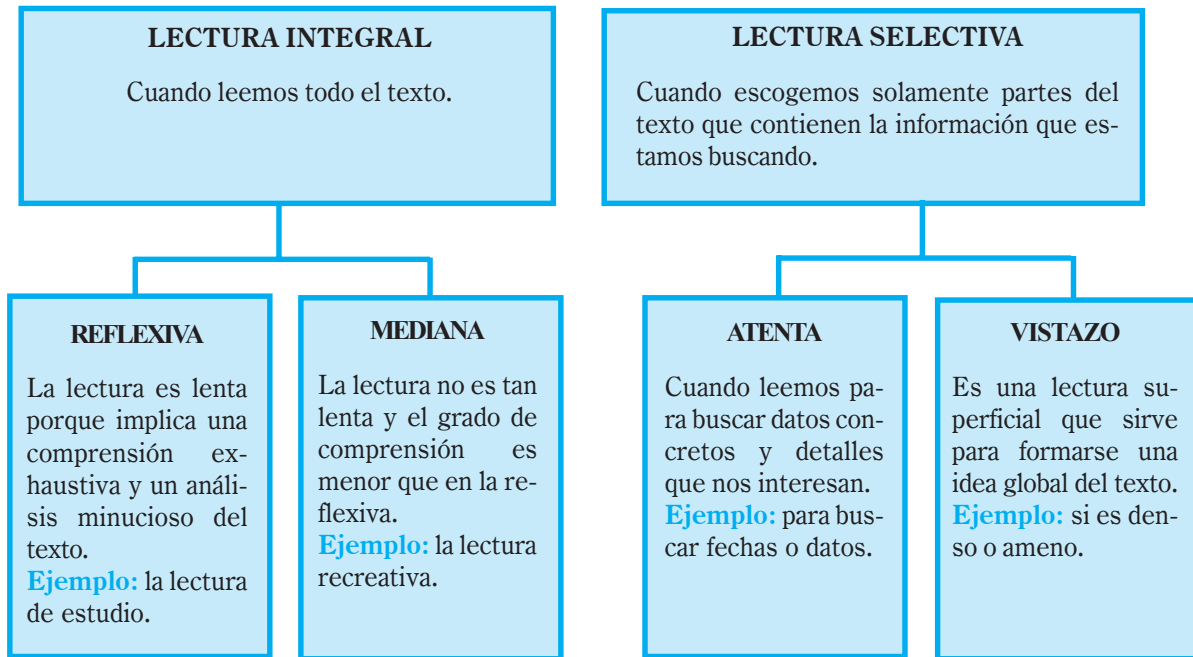 LECTURA INTEGRAL
Cuando leemos todo el texto.
LECTURA SELECTIVA
Cuando escogemos solamente partes del
texto que contienen la información que es-
tamos buscando.
REFLEXIVA
La lectura es lenta
porque implica una
comprensión ex-
haustiva y un análi-
sis minucioso del
texto.
Ejemplo: la lectura
de estudio.
MEDIANA
La lectura no es tan
lenta y el grado de
comprensión es
menor que en la re-
flexiva.
Ejemplo: la lectura
recreativa.
ATENTA
Cuando leemos pa-
ra buscar datos con-
cretos y detalles
que nos interesan.
Ejemplo: para bus-
car fechas o datos.
VISTAZO
Es una lectura su-
perficial que sirve
para formarse una
idea global del texto.
Ejemplo: si es den-
so o ameno.